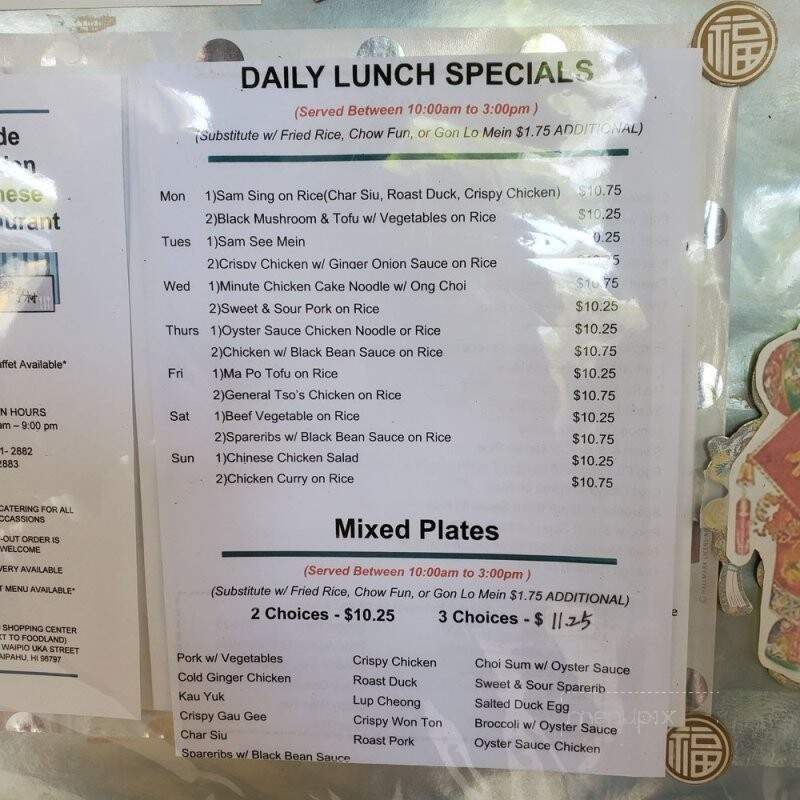 DAILY LUNCH SPECIALS
(Served Between 10:00am to 3:00pm )
(Substitute w/ Fried Rice, Chow Fun, or Gon Lo Mein $1.75 ADDITIONAL)
Mon 1)Sam Sing on Rice(Char Siu, Roast Duck, Crispy Chicken) $10.75
2)Black Mushroom & Tofu w/ Vegetables on Rice $10.25
Tues 1)Sam See Mein 0.25
2)Crispy Chicken w/ Ginger Onion Sauce on Rice
Wed 1)Minute Chicken Cake Noodle w/ Ong Choi $10.75
2)Sweet & Sour Pork on Rice $10.25
Thurs 1)Oyster Sauce Chicken Noodle or Rice $10.25
2)Chicken w/ Black Bean Sauce on Rice $10.75
Fri 1)Ma Po Tofu on Rice $10.25
2)General Tso's Chicken on Rice $10.75
Sat 1)Beef Vegetable on Rice $10.25
2)Spareribs w/ Black Bean Sauce on Rice $10.75
Sun 1)Chinese Chicken Salad $10.25
2)Chicken Curry on Rice $10.75
Mixed Plates
(Served Between 10:00am to 3:00pm )
(Substitute w/ Fried Rice, Chow Fun, or Gon Lo Mein $1.75 ADDITIONAL)
2 Choices - $10.25 3 Choices - $ 11.25
Pork w/ Vegetables Crispy Chicken Choi Sum w/ Oyster Sauce
Cold Ginger Chicken Roast Duck Sweet & Sour Sparerib
Kau Yuk Lup Cheong Salted Duck Egg
Crispy Gau Gee Crispy Won Ton Broccoli w/ Oyster Sauce
Char Siu Roast Pork Oyster Sauce Chicken
Spareribs w/ Black Bean Sauce
de
nese
urant
ffet Available*
N HOURS
am – 9:00 pm
1- 2882
2883
CATERING FOR ALL
CCASSIONS
-OUT ORDER IS
WELCOME
VERY AVAILABLE
T MENU AVAILABLE*
SHOPPING CENTER
XT TO FOODLAND)
WAIPIO UKA STREET
AIPAHU, HI 96797
福
福